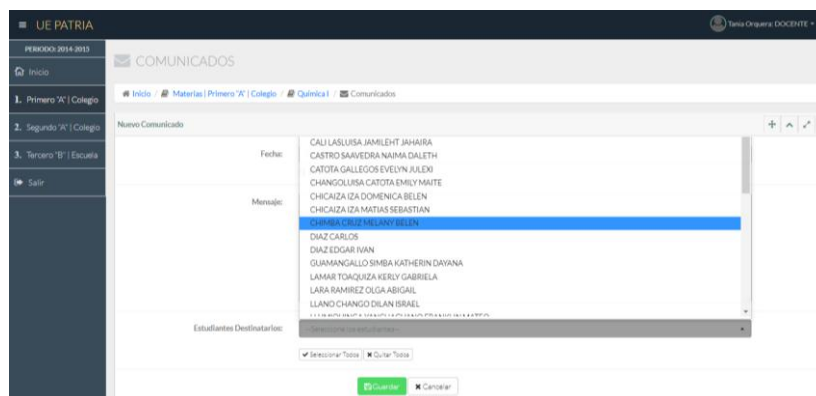 UE PATRIA
Tania Orquera: DOCENTE
PERIODO: 2014-2015
Inicio
1. Primero "A" | Colegio
2. Segundo "A" | Colegio
3. Tercero "B" | Escuela
Salir
COMUNICADOS
Inicio / Materias | Primero "A" | Colegio / Química I / Comunicados
Nuevo Comunicado
Fecha:
Mensaje:
CALI LASLUISA JAMILEHT JAHAIRA
CASTRO SAAVEDRA NAIMA DALETH
CATOTA GALLEGOS EVELYN JULEXI
CHANGOLUISA CATOTA EMILY MAITE
CHICAIZA IZA DOMENICA BELEN
CHICAIZA IZA MATIAS SEBASTIAN
CHIMBA CRUZ MELANY BELEN
DIAZ CARLOS
DIAZ EDGAR IVAN
GUAMANGALLO SIMBA KATHERIN DAYANA
LAMAR TOAQUIZA KERLY GABRIELA
LARA RAMIREZ OLGA ABIGAIL
LLANO CHANGO DILAN ISRAEL
Estudiantes Destinatarios:
--Seleccione los estudiantes--
Seleccionar Todos
Quitar Todos
Guardar
Cancelar